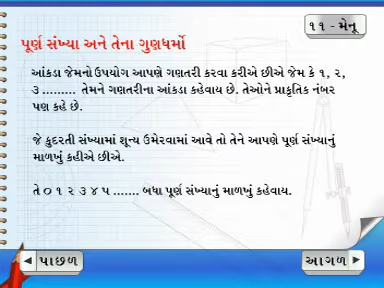 ૧૧ - મેનૂ
પૂર્ણ સંખ્યા અને તેના ગુણધર્મો
આંકડા જેમનો ઉપયોગ આપણે ગણતરી કરવા કરીએ છીએ જેમ કે ૧, ૨,
૩ ......... તેમને ગણતરીના આંકડા કહેવાય છે. તેઓને પ્રાકૃતિક નંબર
પણ કહે છે.
જે કુદરતી સંખ્યામાં શૂન્ય ઉમેરવામાં આવે તો તેને આપણે પૂર્ણ સંખ્યાનું
માળખું કહીએ છીએ.
તે ૦ ૧ ૨ ૩ ૪ ૫ ....... બધા પૂર્ણ સંખ્યાનું માળખું કહેવાય.
પાછળ
આગળ